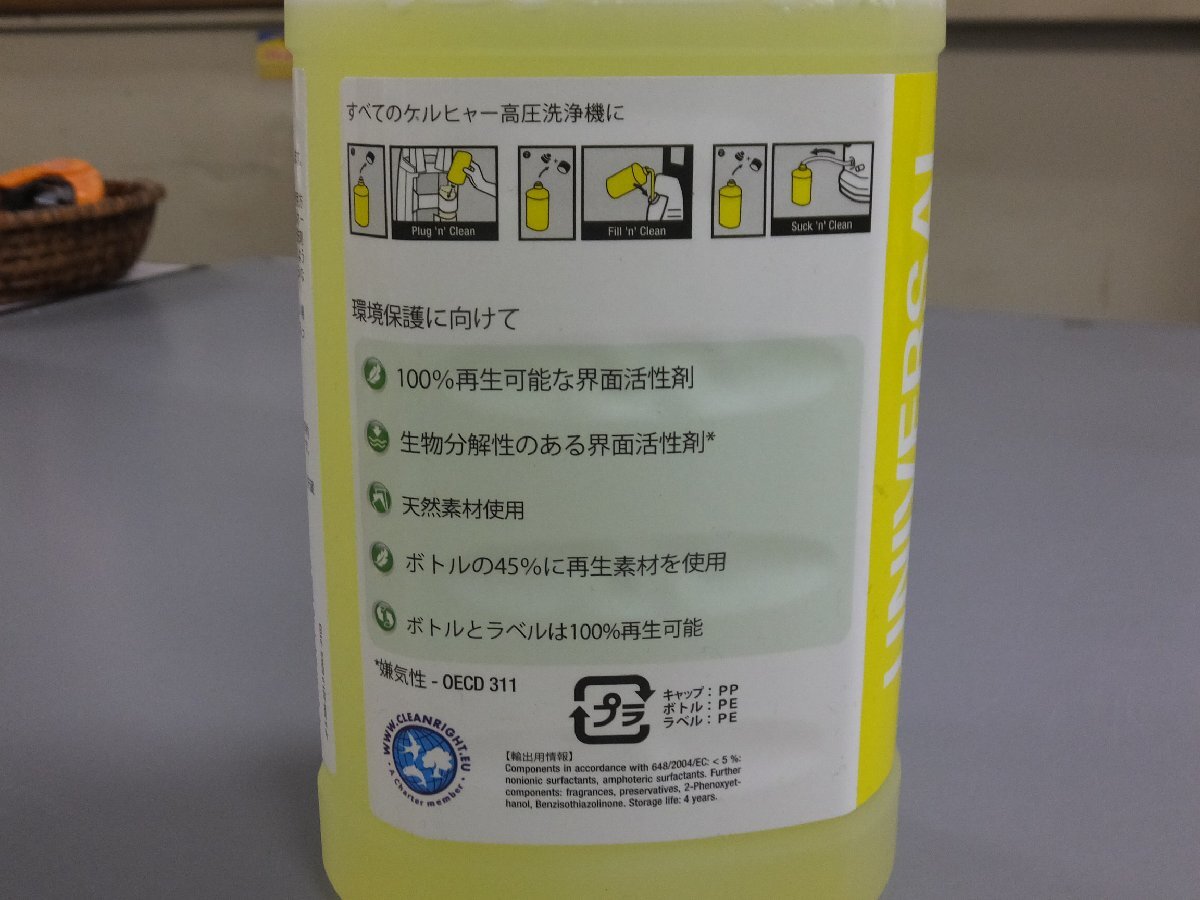 すべてのケルヒャー高圧洗浄機に
Plug 'n' Clean
Fill 'n' Clean
Suck 'n' Clean
環境保護に向けて
100%再生可能な界面活性剤
生物分解性のある界面活性剤*
天然素材使用
ボトルの45%に再生素材を使用
ボトルとラベルは100%再生可能
*嫌気性 - OECD 311
プラ
キャップ : PP
ボトル : PE
ラベル : PE
WWW.CLEANRIGHT.EU
A Charter member
【輸出用情報】
Components in accordance with 648/2004/EC: < 5 %:
nonionic surfactants, amphoteric surfactants. Further
components: fragrances, preservatives, 2-Phenoxyet-
hanol, Benzisothiazolinone. Storage life: 4 years.
UNIVERSAL